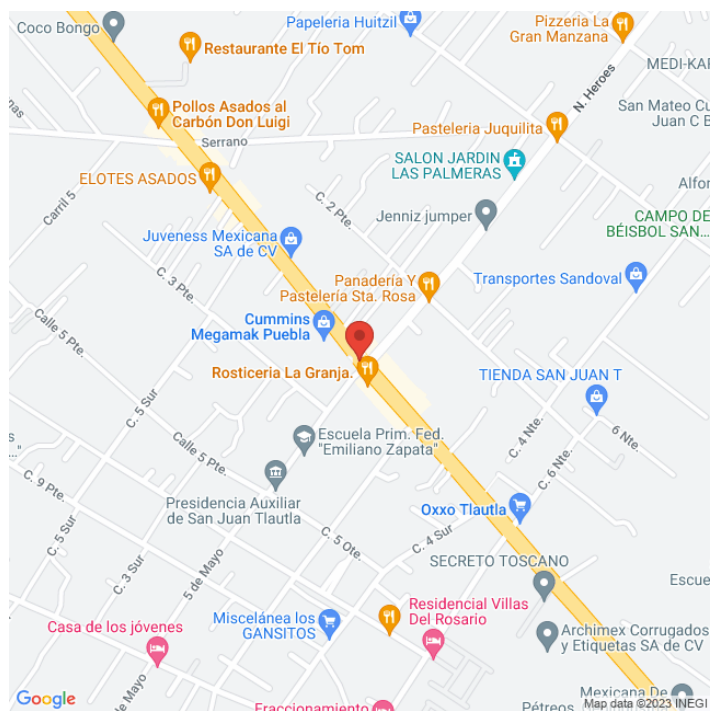 Coco Bongo
Papeleria Huitzil
Pizzeria La
Gran Manzana
Restaurante El Tío Tom
MEDI-KAR
N. Heroes
Pollos Asados al
Carbón Don Luigi
San Mateo Cu
Juan C B
Pasteleria Juquilita
Serrano
SALON JARDIN
LAS PALMERAS
ELOTES ASADOS
Carril 5
C. 2 Pte.
Alfon
Jenniz jumper
CAMPO DE
BÉISBOL SAN...
Juveness Mexicana
SA de CV
C. 3 Pte.
Panadería Y
Pastelería Sta. Rosa
Transportes Sandoval
Calle 5 Pte.
Cummins
Megamak Puebla
Rosticeria La Granja.
TIENDA SAN JUAN T
C. 5 Sur
C. 4 Nte.
6 Nte.
Escuela Prim. Fed.
"Emiliano Zapata"
Calle 5 Pte.
C. 6 Nte.
C. 9 Pte.
Presidencia Auxiliar
de San Juan Tlautla
Oxxo Tlautla
C. 5 Sur
C. 3 Sur
C. 5 Ote.
C. 4 Sur
5 de Mayo
SECRETO TOSCANO
Escue
Residencial Villas
Del Rosario
Miscelánea los
GANSITOS
Casa de los jóvenes
Archimex Corrugados
y Etiquetas SA de CV
de Mayo
Mexicana De
Fraccionamiento
Google
Map data ©2023 INEGI